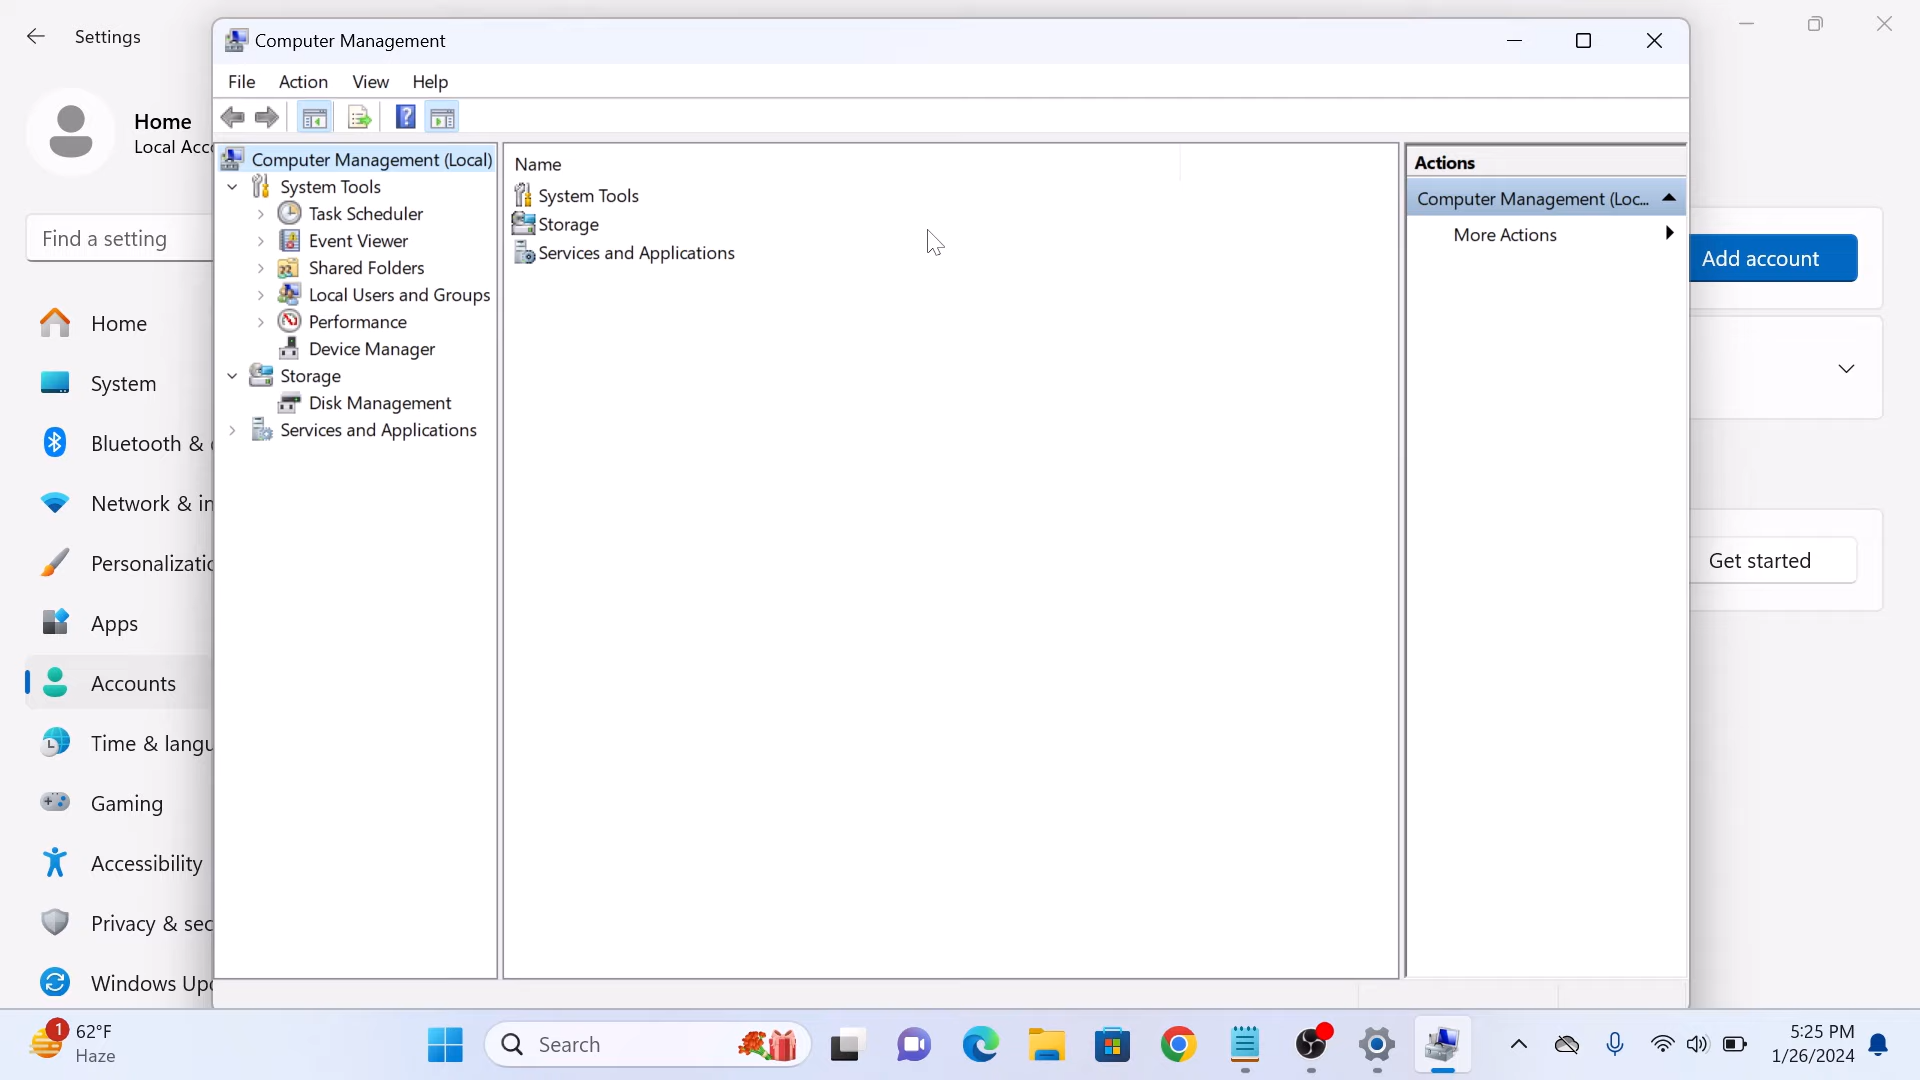 Settings
Home
Local Acc
Find a setting
Home
System
Bluetooth &
Network & in
Personalizatio
Apps
Accounts
Time & langu
Gaming
Accessibility
Privacy & sec
Windows Up
Computer Management
File Action View Help
Computer Management (Local)
System Tools
Task Scheduler
Event Viewer
Shared Folders
Local Users and Groups
Performance
Device Manager
Storage
Disk Management
Services and Applications
Name
System Tools
Storage
Services and Applications
Actions
Computer Management (Loc...
More Actions
Add account
Get started
1
62°F
Haze
Search
5:25 PM
1/26/2024